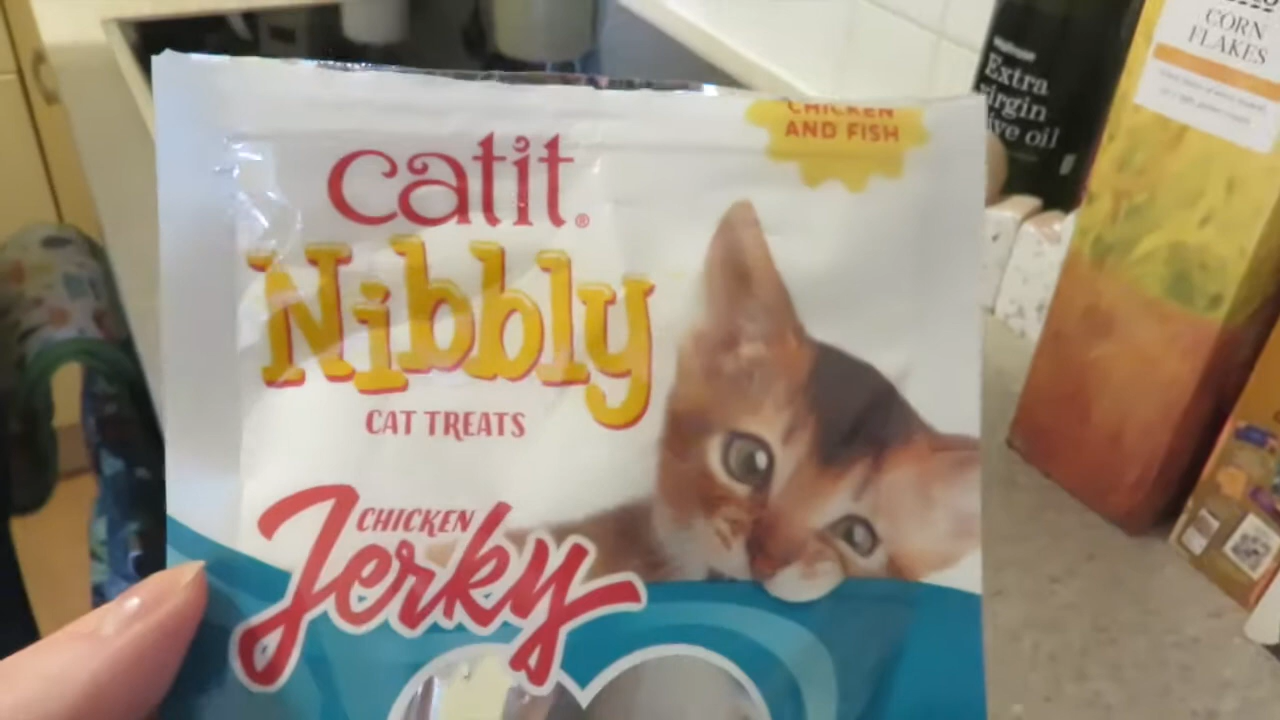 catit®
Nibbly
CAT TREATS
CHICKEN
Jerky
CHICKEN
AND FISH
Extra
virgin
olive oil
CORN
FLAKES